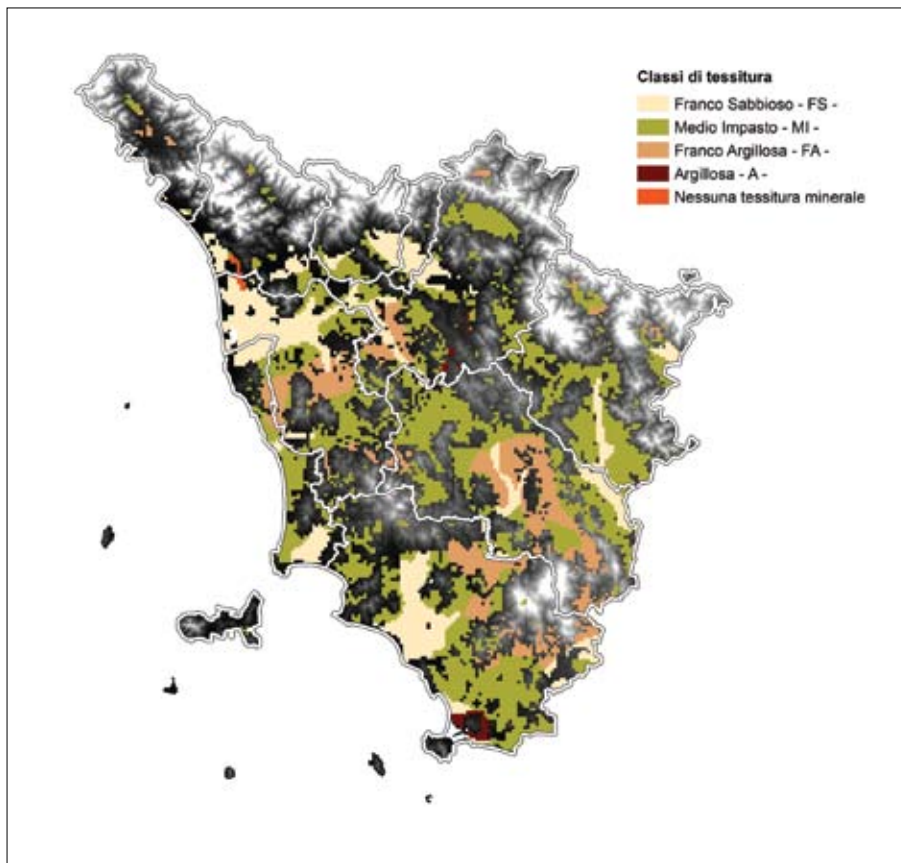 Classi di tessitura
Franco Sabbioso - FS -
Medio Impasto - MI -
Franco Argillosa - FA -
Argillosa - A -
Nessuna tessitura minerale